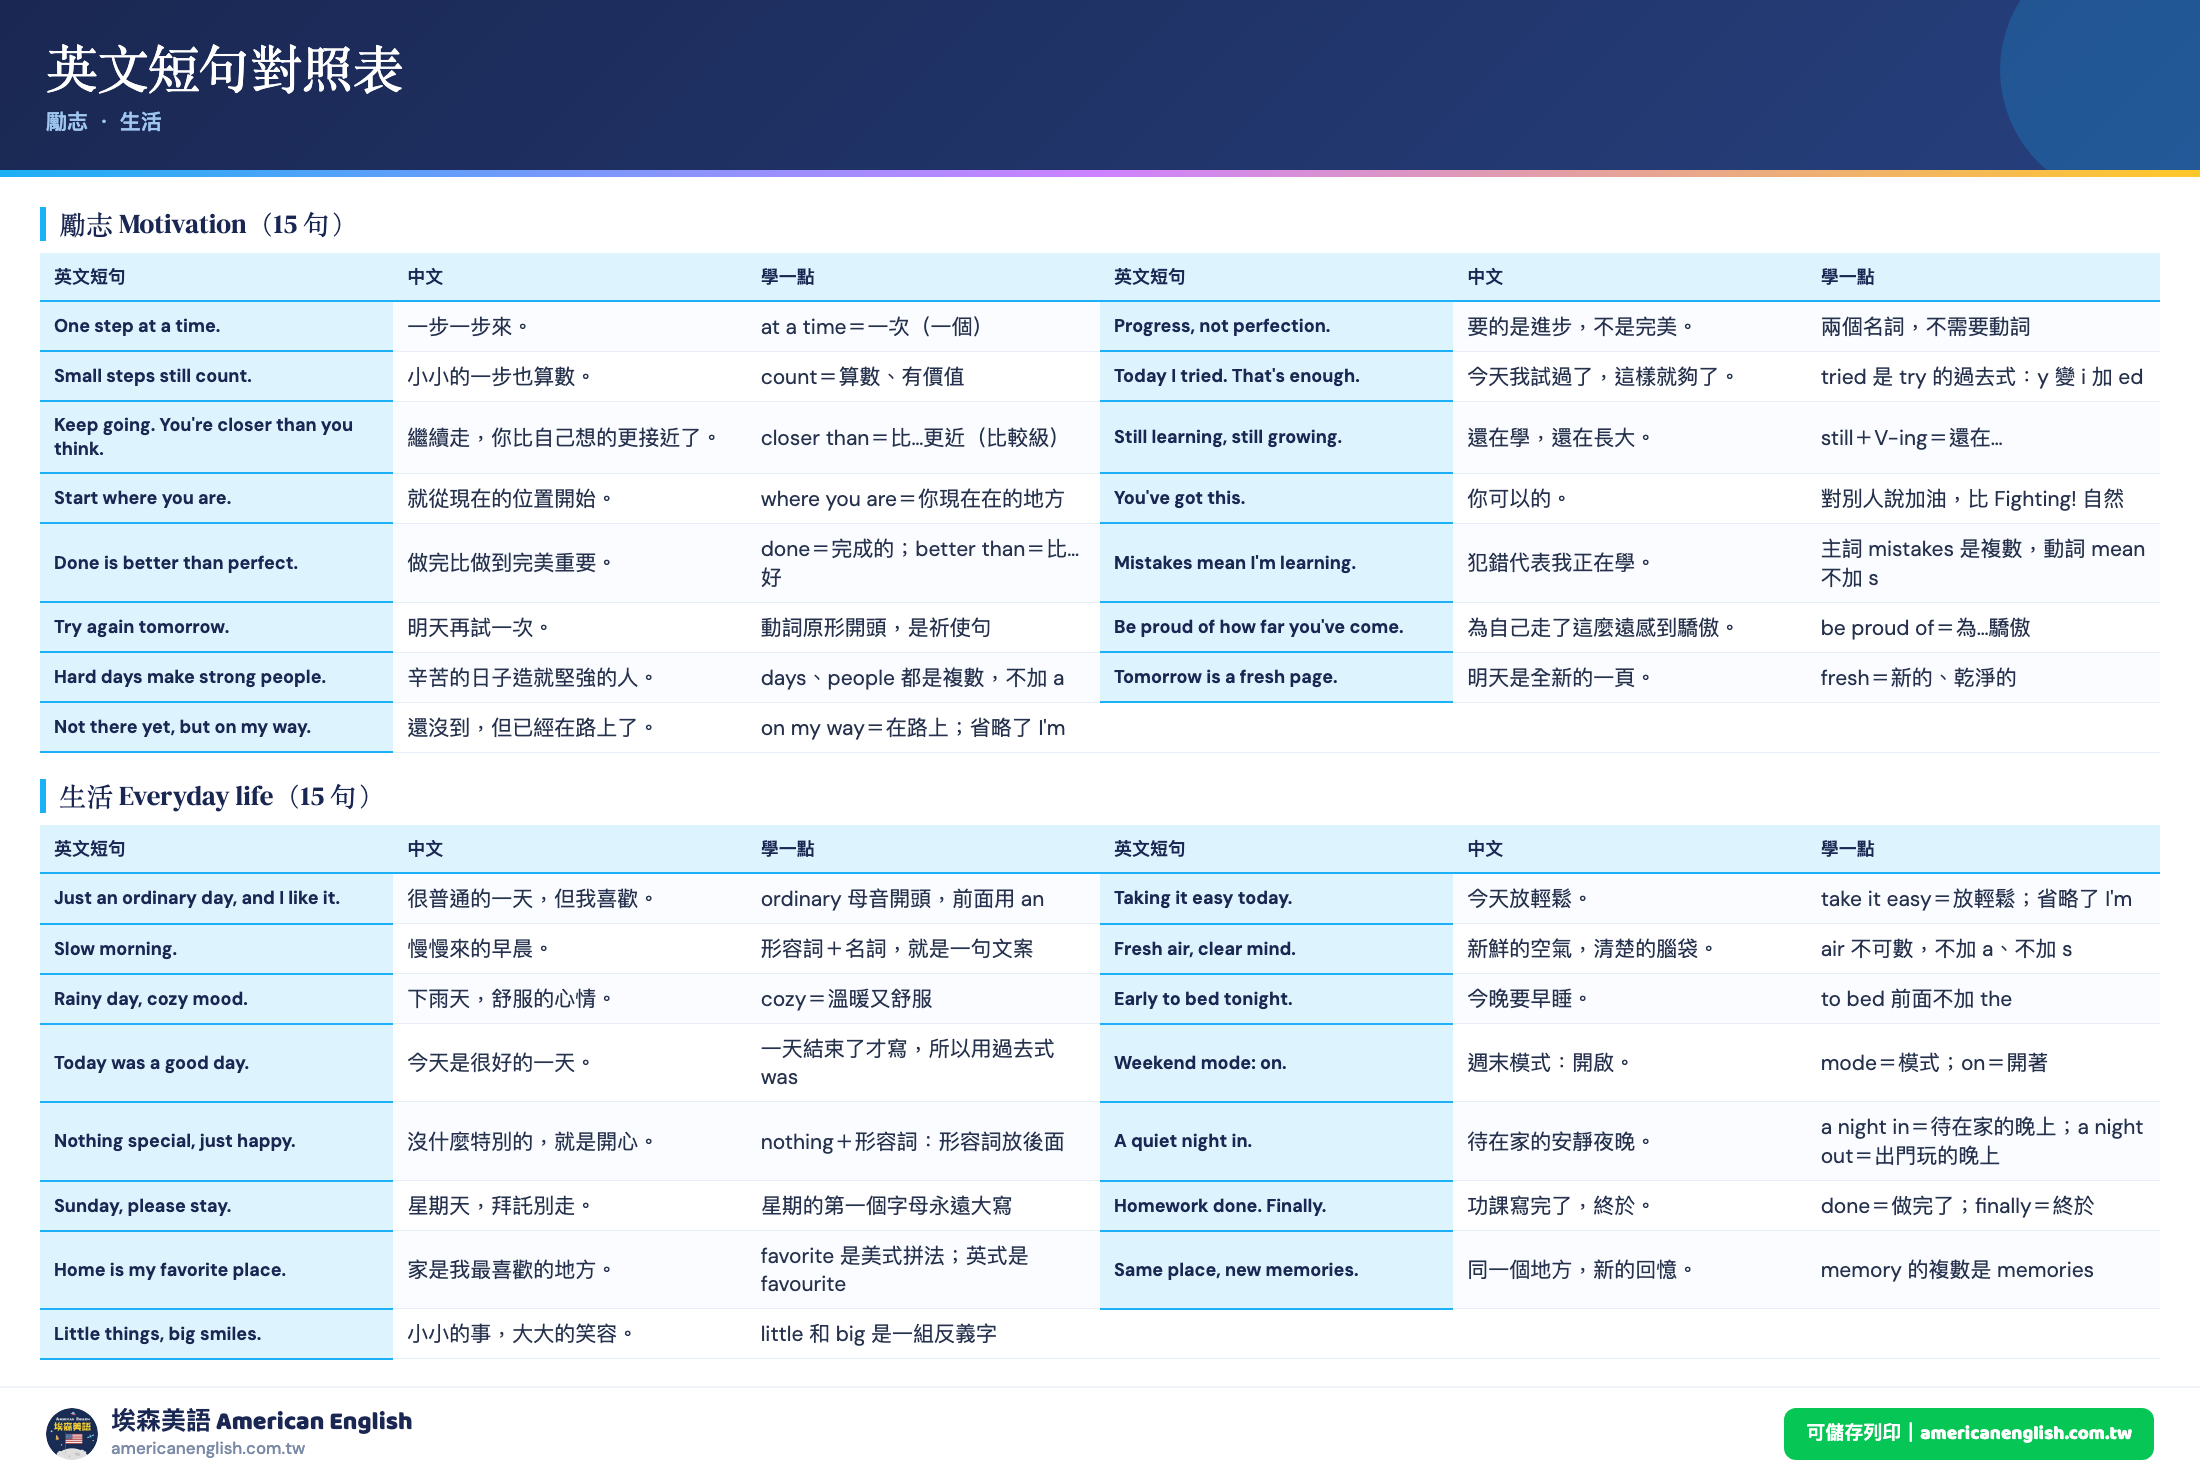 英文短句對照表
勵志 · 生活
勵志 Motivation（15 句）
英文短句 中文 學一點 英文短句 中文 學一點
One step at a time. 一步一步來。 at a time＝一次（一個） Progress, not perfection. 要的是進步，不是完美。 兩個名詞，不需要動詞
Small steps still count. 小小的一步也算數。 count＝算數、有價值 Today I tried. That's enough. 今天我試過了，這樣就夠了。 tried 是 try 的過去式：y 變 i 加 ed
Keep going. You're closer than you
think. 繼續走，你比自己想的更接近了。 closer than＝比…更近（比較級） Still learning, still growing. 還在學，還在長大。 still＋V-ing＝還在…
Start where you are. 就從現在的位置開始。 where you are＝你現在在的地方 You've got this. 你可以的。 對別人說加油，比 Fighting! 自然
Done is better than perfect. 做完比做到完美重要。 done＝完成的；better than＝比…
好 Mistakes mean I'm learning. 犯錯代表我正在學。 主詞 mistakes 是複數，動詞 mean
不加 s
Try again tomorrow. 明天再試一次。 動詞原形開頭，是祈使句 Be proud of how far you've come. 為自己走了這麼遠感到驕傲。 be proud of＝為…驕傲
Hard days make strong people. 辛苦的日子造就堅強的人。 days、people 都是複數，不加 a Tomorrow is a fresh page. 明天是全新的一頁。 fresh＝新的、乾淨的
Not there yet, but on my way. 還沒到，但已經在路上了。 on my way＝在路上；省略了 I'm
生活 Everyday life（15 句）
英文短句 中文 學一點 英文短句 中文 學一點
Just an ordinary day, and I like it. 很普通的一天，但我喜歡。 ordinary 母音開頭，前面用 an Taking it easy today. 今天放輕鬆。 take it easy＝放輕鬆；省略了 I'm
Slow morning. 慢慢來的早晨。 形容詞＋名詞，就是一句文案 Fresh air, clear mind. 新鮮的空氣，清楚的腦袋。 air 不可數，不加 a、不加 s
Rainy day, cozy mood. 下雨天，舒服的心情。 cozy＝溫暖又舒服 Early to bed tonight. 今晚要早睡。 to bed 前面不加 the
Today was a good day. 今天是很好的一天。 一天結束了才寫，所以用過去式
was Weekend mode: on. 週末模式：開啟。 mode＝模式；on＝開著
Nothing special, just happy. 沒什麼特別的，就是開心。 nothing＋形容詞：形容詞放後面 A quiet night in. 待在家的安靜夜晚。 a night in＝待在家的晚上；a night
out＝出門玩的晚上
Sunday, please stay. 星期天，拜託別走。 星期的第一個字母永遠大寫 Homework done. Finally. 功課寫完了，終於。 done＝做完了；finally＝終於
Home is my favorite place. 家是我最喜歡的地方。 favorite 是美式拼法；英式是
favourite Same place, new memories. 同一個地方，新的回憶。 memory 的複數是 memories
Little things, big smiles. 小小的事，大大的笑容。 little 和 big 是一組反義字
埃森美語 American English
americanenglish.com.tw
可儲存列印｜americanenglish.com.tw